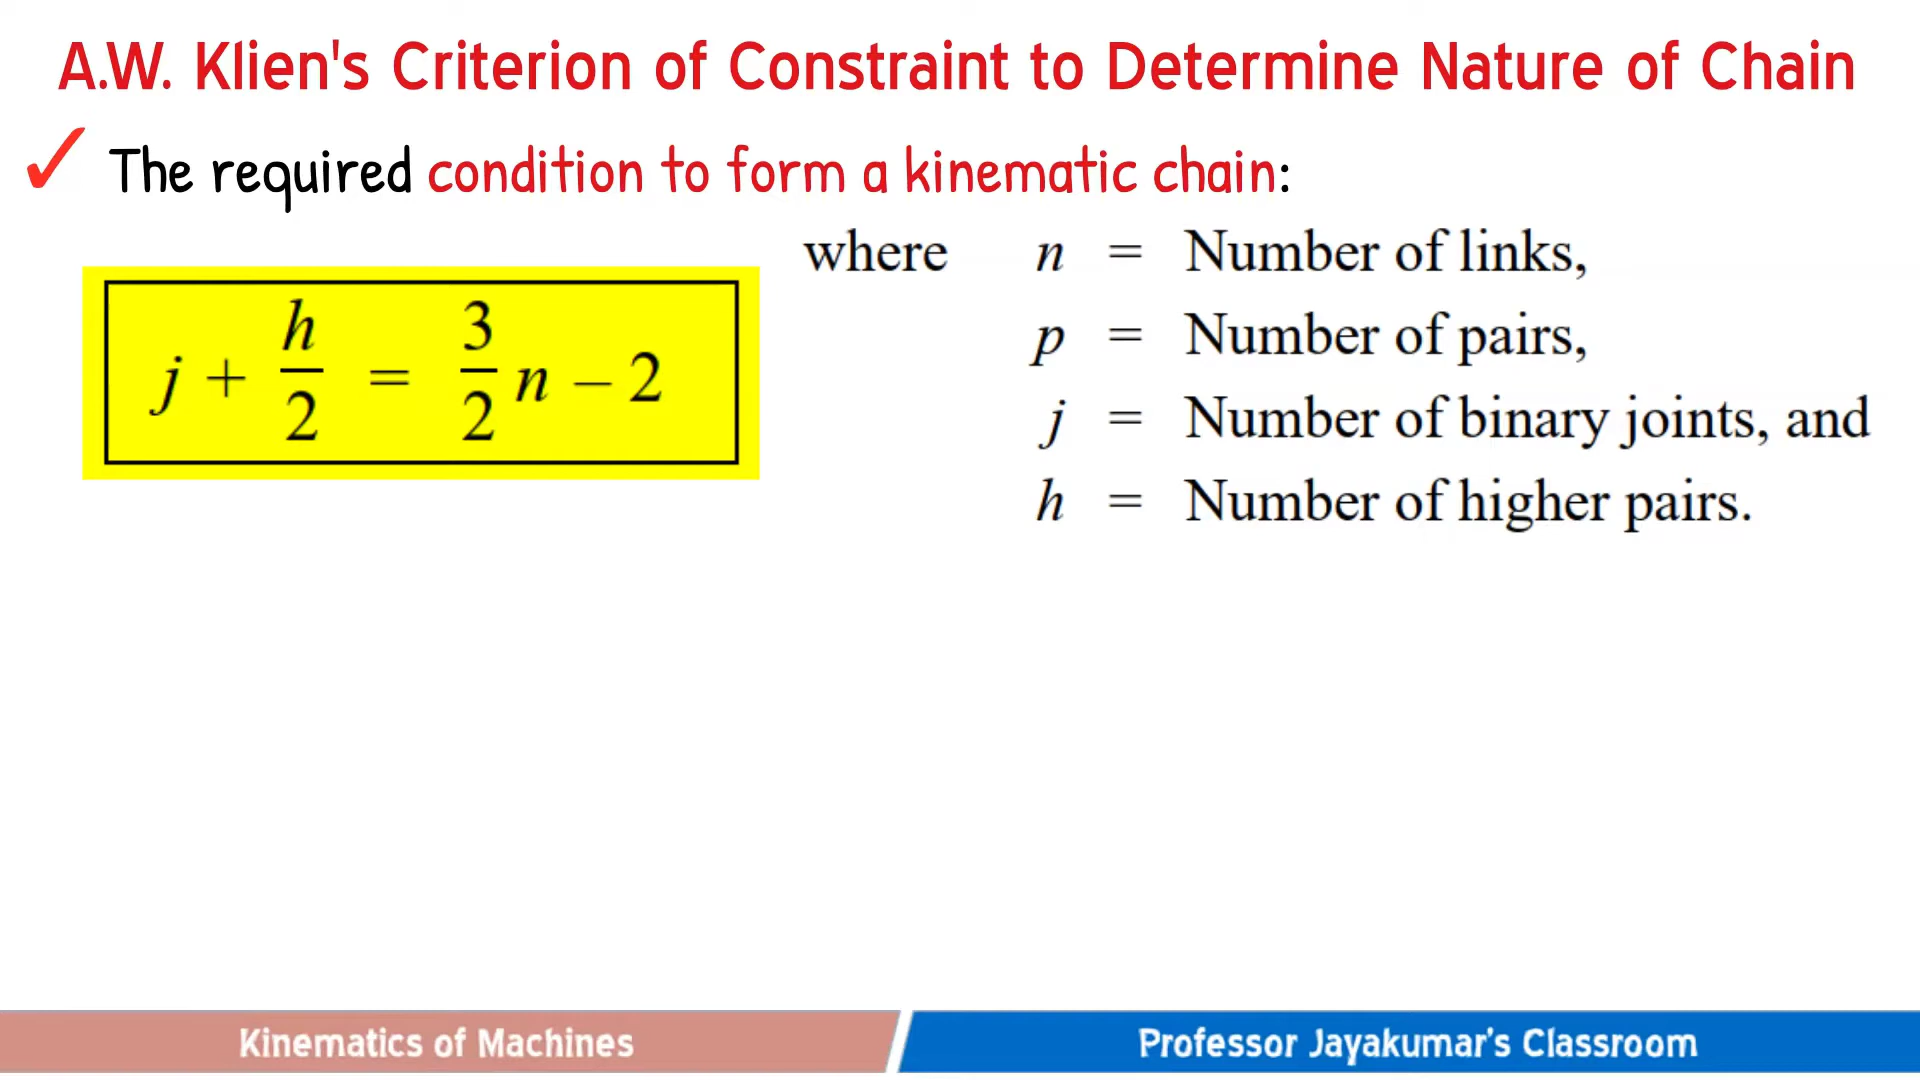 A.W. Klien's Criterion of Constraint to Determine Nature of Chain
✓ The required condition to form a kinematic chain:
j + h/2 = 3/2 n – 2
where n = Number of links,
p = Number of pairs,
j = Number of binary joints, and
h = Number of higher pairs.
Kinematics of Machines
Professor Jayakumar's Classroom